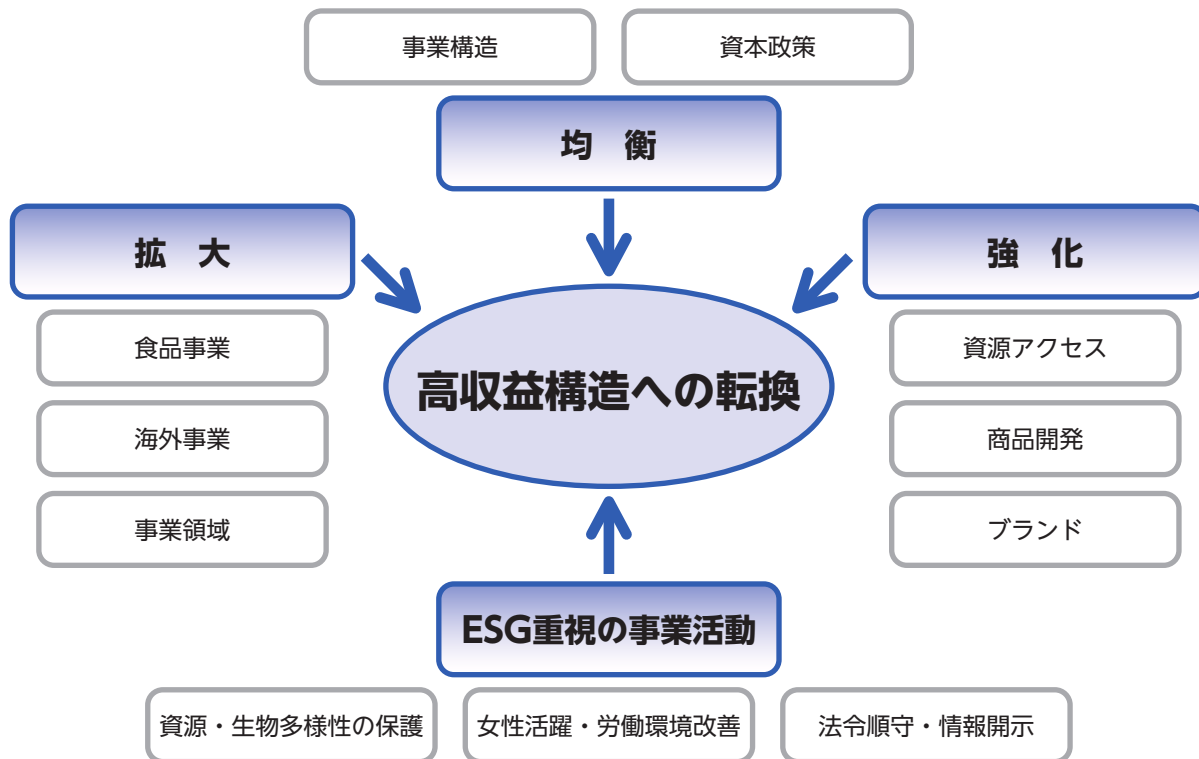 事業構造
資本政策
均　衡
拡　大
強　化
食品事業
海外事業
事業領域
高収益構造への転換
資源アクセス
商品開発
ブランド
ESG重視の事業活動
資源・生物多様性の保護
女性活躍・労働環境改善
法令順守・情報開示